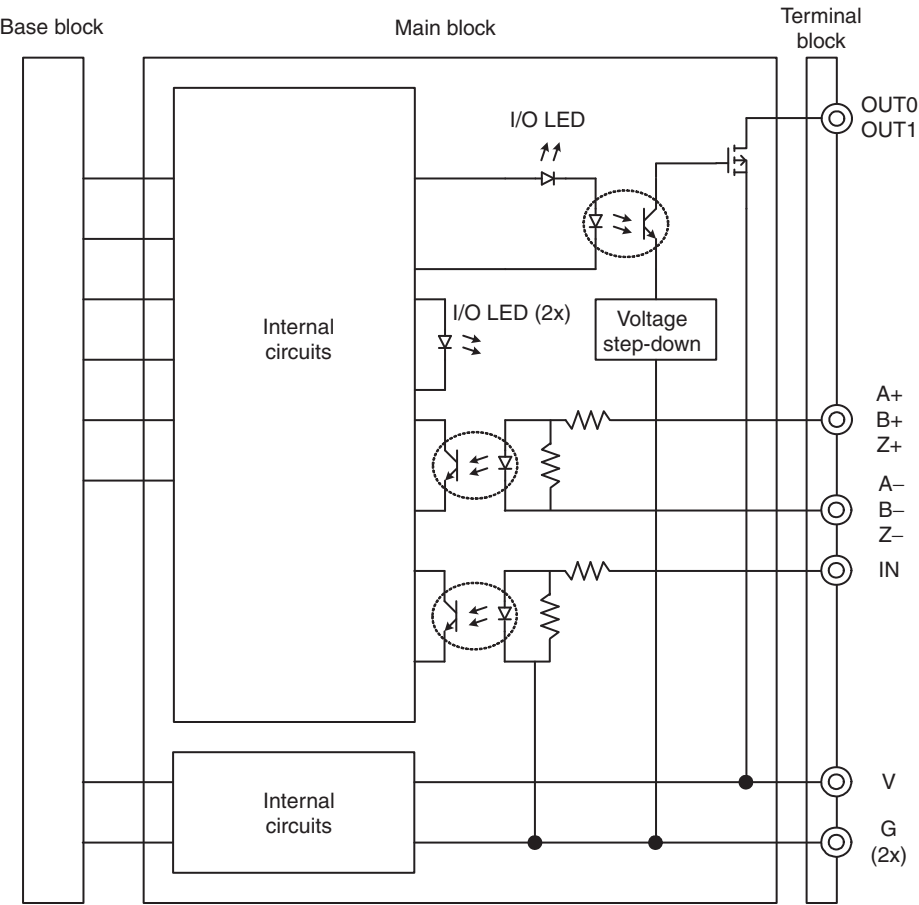 Base block
Main block
Terminal
block
OUT0
OUT1
I/O LED
I/O LED (2x)
Internal
circuits
Voltage
step-down
A+
B+
Z+
A−
B−
Z−
IN
Internal
circuits
V
G
(2x)